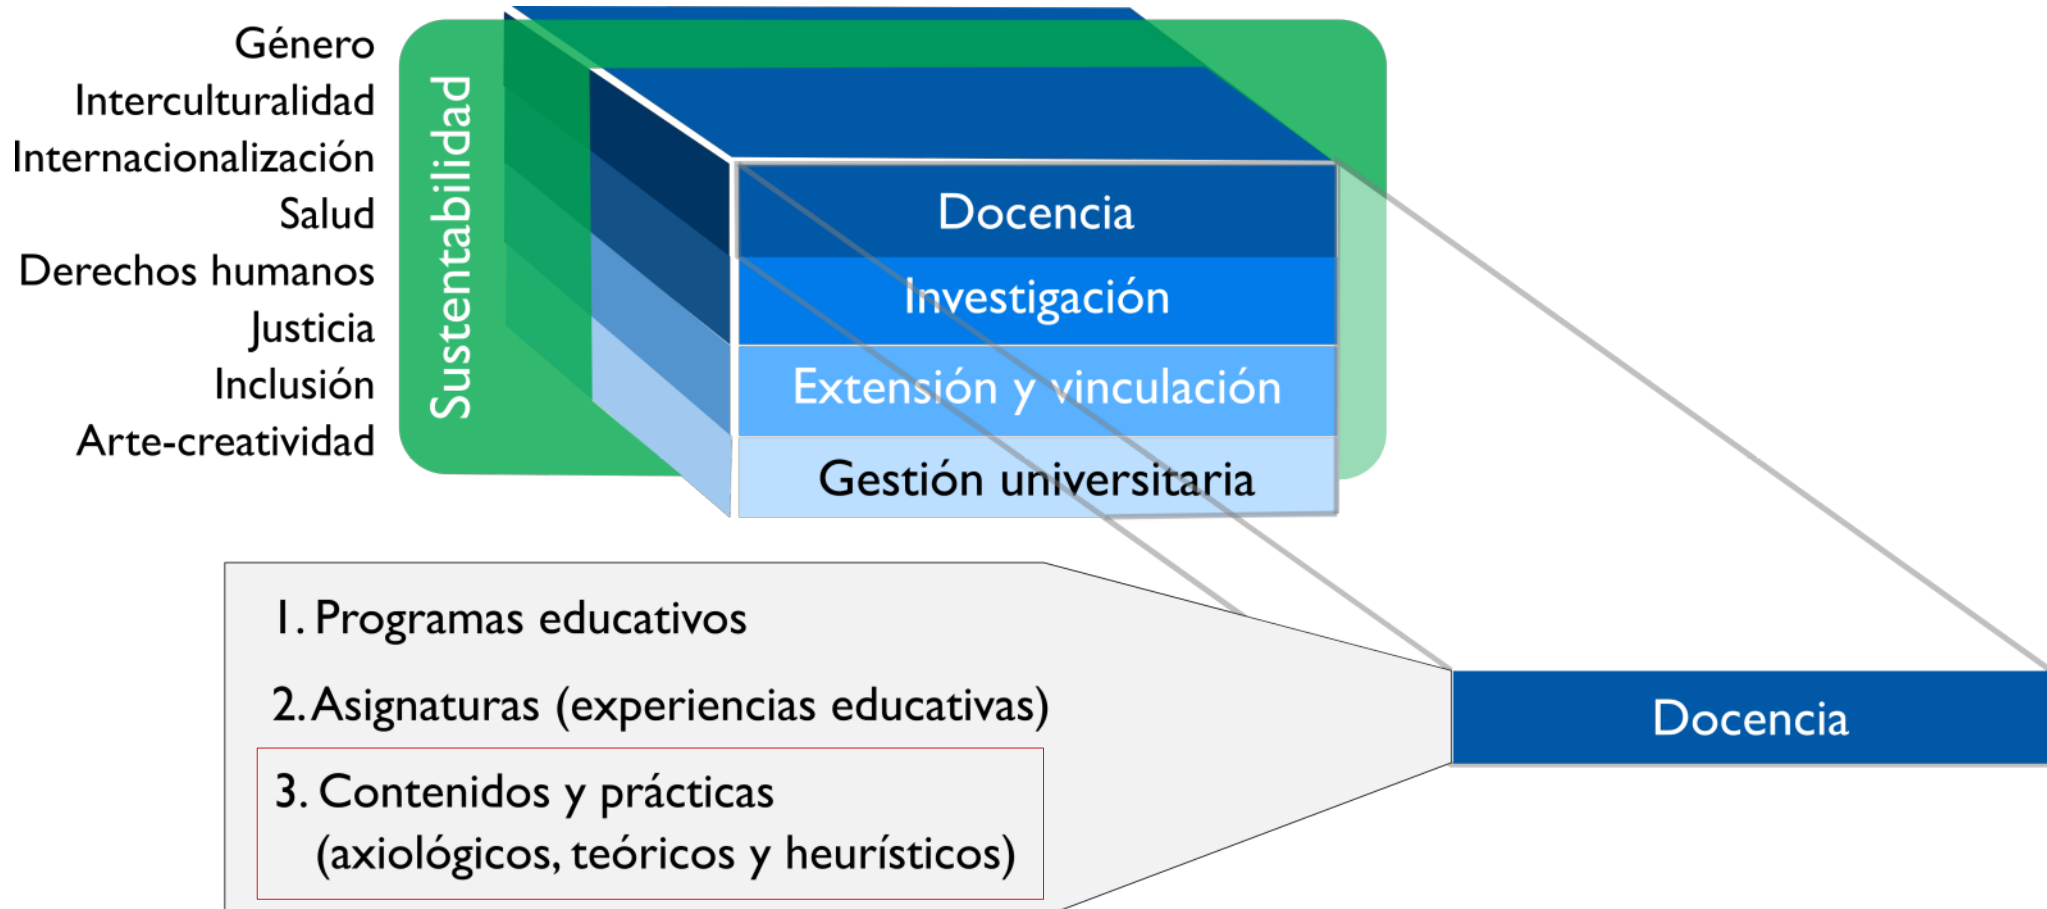 Género
Interculturalidad
Internacionalización
Salud
Derechos humanos
Justicia
Inclusión
Arte-creatividad
Sustentabilidad
Docencia
Investigación
Extensión y vinculación
Gestión universitaria
1. Programas educativos
2. Asignaturas (experiencias educativas)
3. Contenidos y prácticas
(axiológicos, teóricos y heurísticos)
Docencia